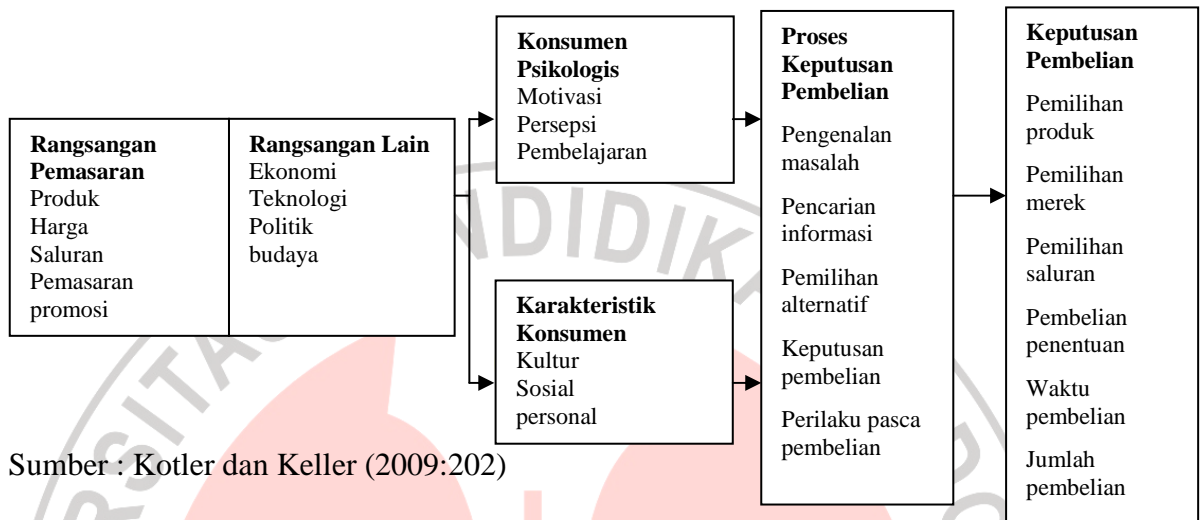 Rangsangan
Pemasaran
Produk
Harga
Saluran
Pemasaran
promosi
Rangsangan Lain
Ekonomi
Teknologi
Politik
budaya
Konsumen
Psikologis
Motivasi
Persepsi
Pembelajaran
Karakteristik
Konsumen
Kultur
Sosial
personal
Proses
Keputusan
Pembelian
Pengenalan
masalah
Pencarian
informasi
Pemilihan
alternatif
Keputusan
pembelian
Perilaku pasca
pembelian
Keputusan
Pembelian
Pemilihan
produk
Pemilihan
merek
Pemilihan
saluran
Pembelian
penentuan
Waktu
pembelian
Jumlah
pembelian
Sumber : Kotler dan Keller (2009:202)